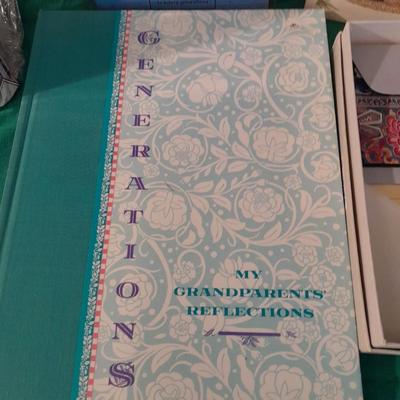 GENERATIONS
MY
GRANDPARENTS'
REFLECTIONS